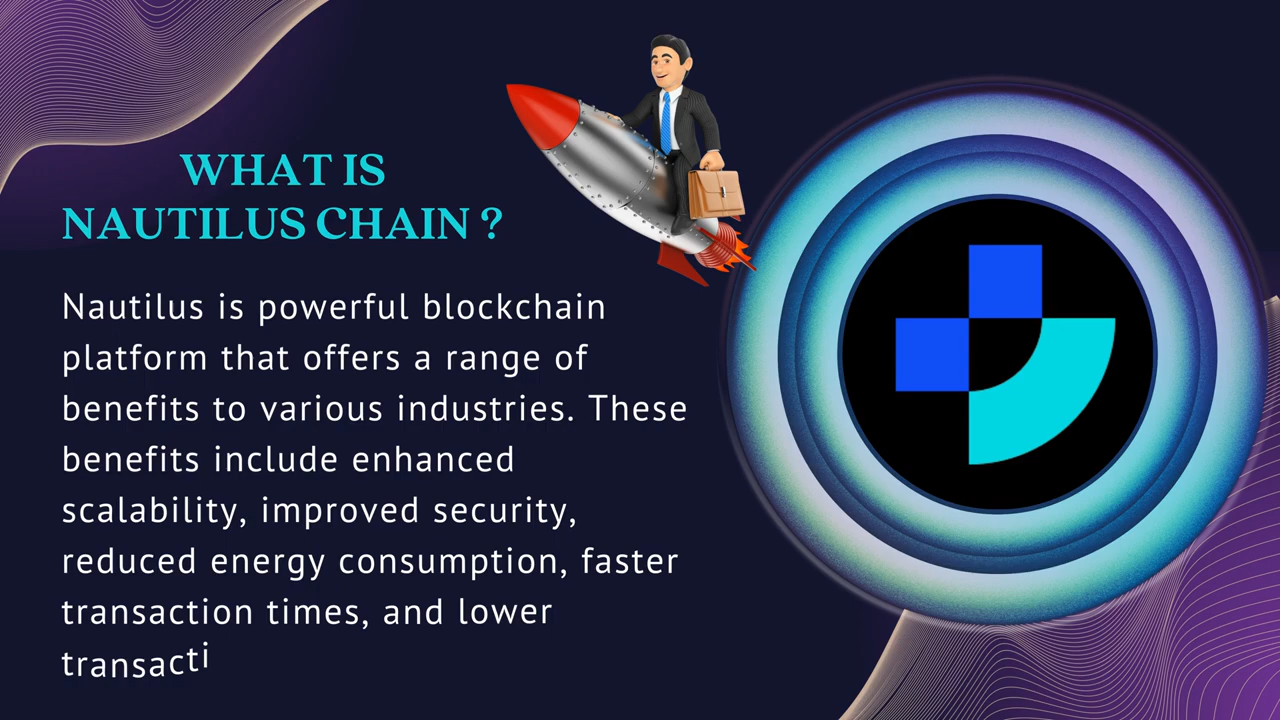 WHAT IS
NAUTILUS CHAIN ?
Nautilus is powerful blockchain
platform that offers a range of
benefits to various industries. These
benefits include enhanced
scalability, improved security,
reduced energy consumption, faster
transaction times, and lower
transacti